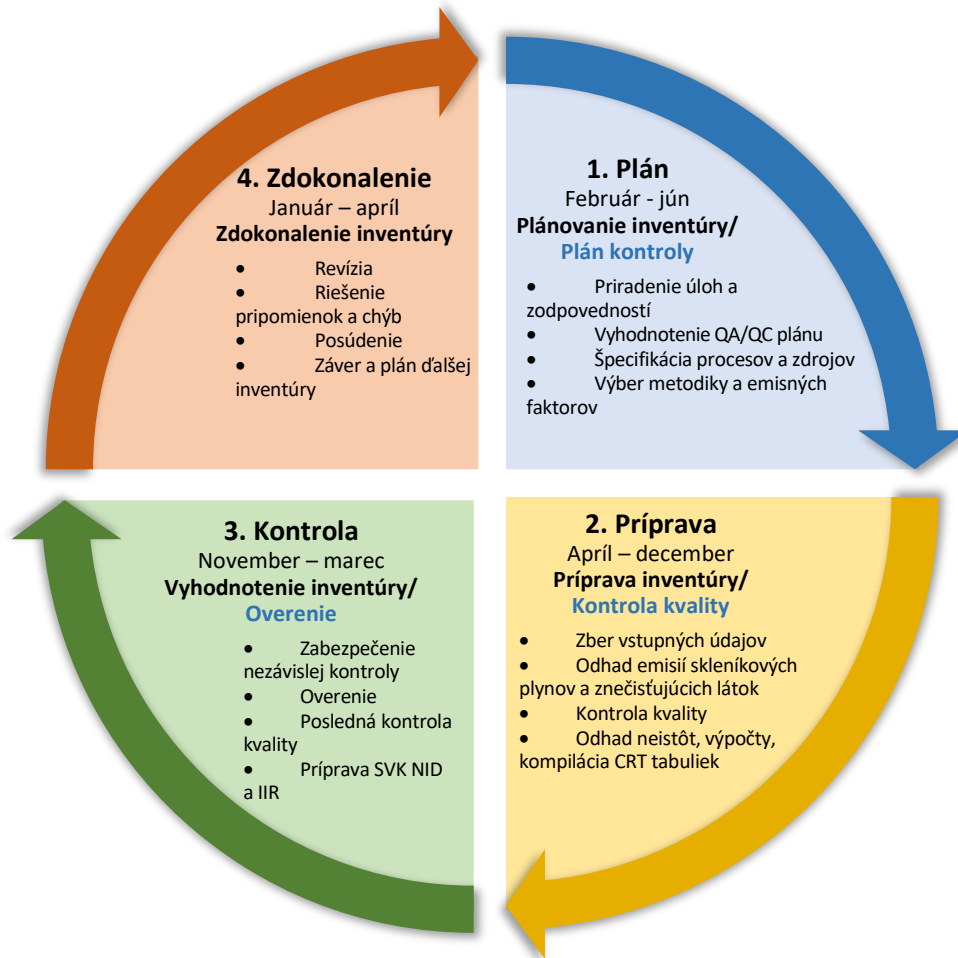 4. Zdokonalenie
Január – apríl
Zdokonalenie inventúry
• Revízia
• Riešenie
pripomienok a chýb
• Posúdenie
• Záver a plán ďalšej
inventúry
1. Plán
Február - jún
Plánovanie inventúry/
Plán kontroly
• Priradenie úloh a
zodpovedností
• Vyhodnotenie QA/QC plánu
• Špecifikácia procesov a zdrojov
• Výber metodiky a emisných
faktorov
3. Kontrola
November – marec
Vyhodnotenie inventúry/
Overenie
• Zabezpečenie
nezávislej kontroly
• Overenie
• Posledná kontrola
kvality
• Príprava SVK NID
a IIR
2. Príprava
Apríl – december
Príprava inventúry/
Kontrola kvality
• Zber vstupných údajov
• Odhad emisií skleníkových
plynov a znečisťujúcich látok
• Kontrola kvality
• Odhad neistôt, výpočty,
kompilácia CRT tabuliek